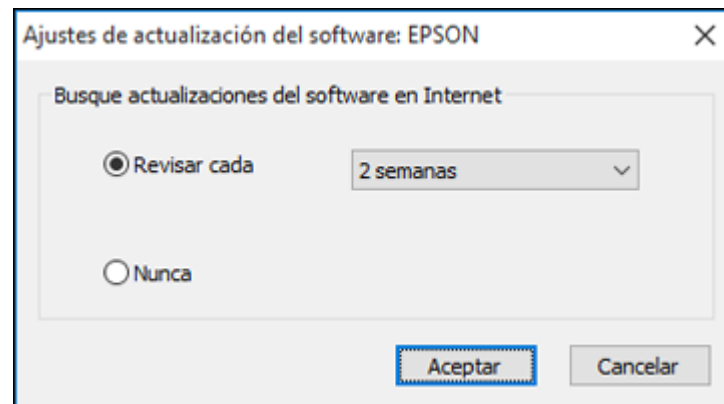 Ajustes de actualización del software: EPSON
Busque actualizaciones del software en Internet
Revisar cada 2 semanas
Nunca
Aceptar Cancelar